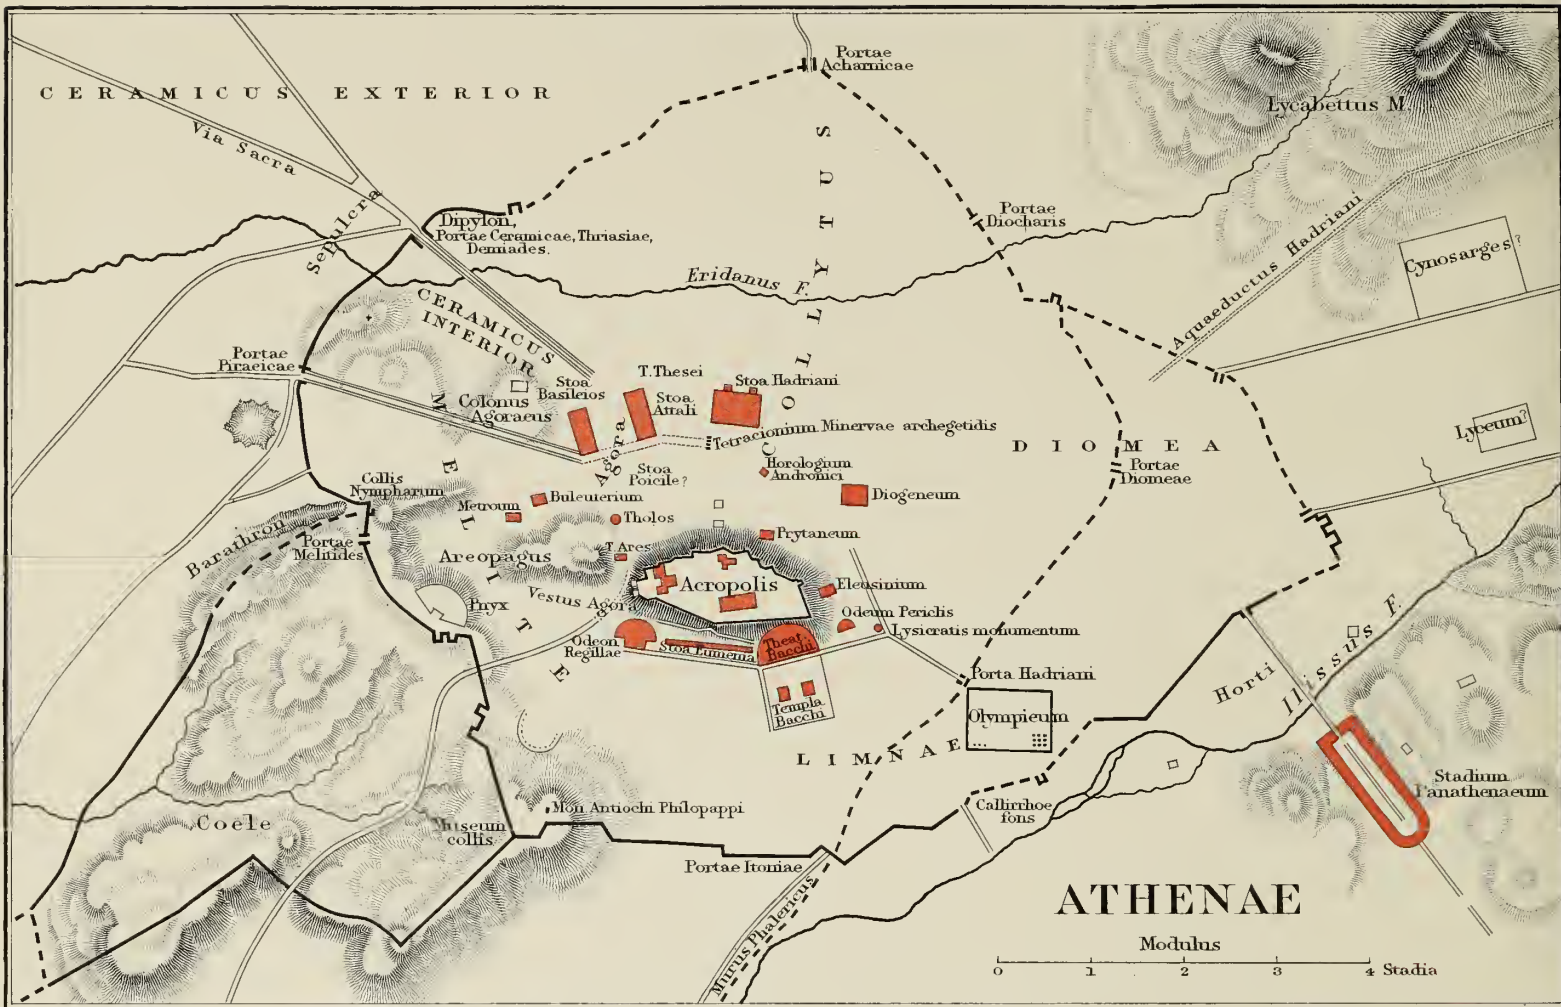 Portae
Acharnicae
CERAMICUS EXTERIOR
Lycabettus M.
Via Sacra
Sepulcra
Dipylon,
Portae Ceramicae, Thriasiae,
Demiades.
COLLYTUS
Portae
Diocharis
Aquaeductus Hadriani
Cynosarges?
Eridanus F.
CERAMICUS
INTERIOR
Portae
Piraeicae
T. Thesei
Stoa
Basileios
Stoa
Attali
Stoa Hadriani
Colonus
Agoraeus
Agora
Tetracionium Minervae archegetidis
DIOMEA
Lyceum?
MELITE
Stoa
Poicile?
Horologium
Andronici
Portae
Diomeae
Collis
Nympharum
Metroum
Buleuterium
Tholos
Diogeneum
Barathron
Portae
Melitides
Areopagus
T. Ares
Prytaneum
Acropolis
Eleusinium
Pnyx
Vestus Agora
Odeum Periclis
Lysicratis monumentum
Odeon
Regillae
Stoa Eumenia
Theat.
Bacchi
Porta Hadriani
Templa
Bacchi
Olympieum
Horti
Ilissus F.
LIMNAE
Stadium
Panathenaeum
Mon Antiochi Philopappi
Callirrhoe
fons
Coele
Museum
collis
Portae Itoniae
Murus Phalericus
ATHENAE
Modulus
0 1 2 3 4 Stadia